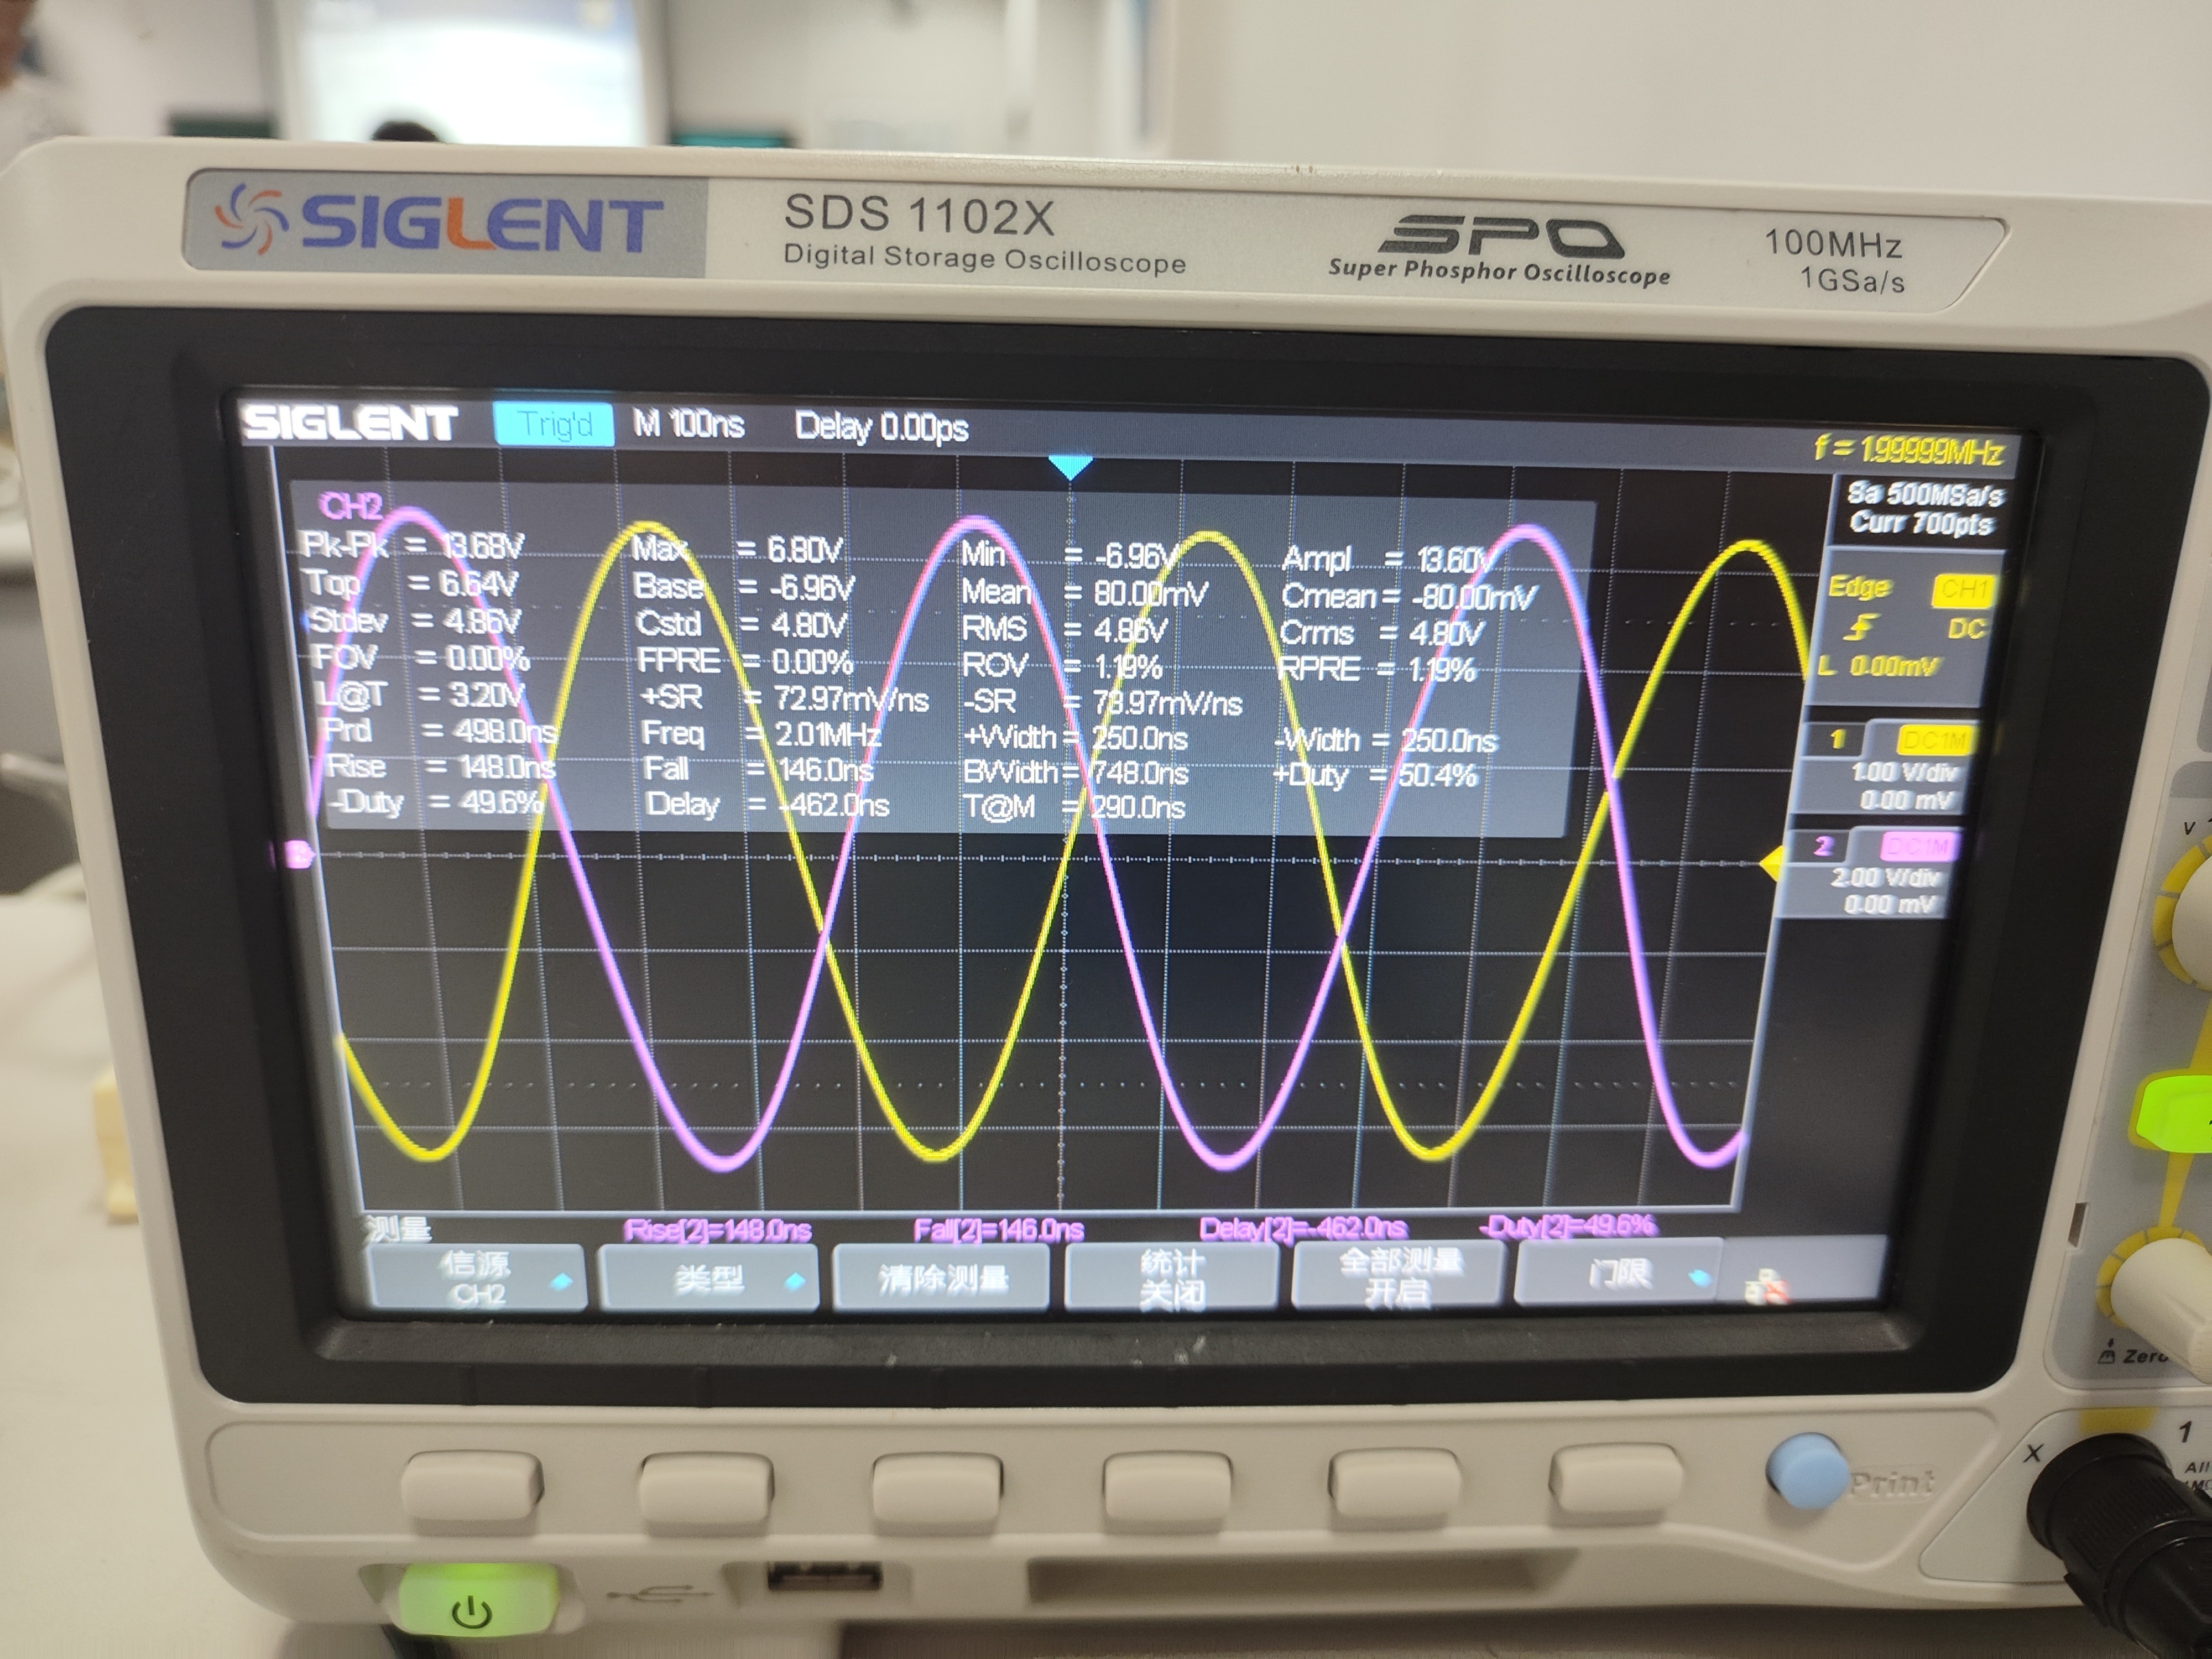 SIGLENT
SDS 1102X
Digital Storage Oscilloscope
SPO
Super Phosphor Oscilloscope
100MHz
1GSa/s
SIGLENT Trig'd M 100ns Delay 0.00ps
f = 1.99999MHz
Sa 500MSa/s
Curr 700pts
Edge CH1
DC
L 0.00mV
1 DC1M
1.00 V/div
0.00 mV
2 DC1M
2.00 V/div
0.00 mV
CH2
Pk-Pk = 13.68V Max = 6.80V Min = -6.96V Ampl = 13.60V
Top = 6.64V Base = -6.96V Mean = 80.00mV Cmean = -80.00mV
Stdev = 4.86V Cstd = 4.80V RMS = 4.86V Crms = 4.80V
FOV = 0.00% FPRE = 0.00% ROV = 1.19% RPRE = 1.19%
L@T = 3.20V +SR = 72.97mV/ns -SR = 73.97mV/ns
Prd = 498.0ns Freq = 2.01MHz +Width = 250.0ns -Width = 250.0ns
Rise = 148.0ns Fall = 146.0ns BWidth = 748.0ns +Duty = 50.4%
-Duty = 49.6% Delay = -462.0ns T@M = 290.0ns
测量 Rise[2]=148.0ns Fall[2]=146.0ns Delay[2]=-462.0ns -Duty[2]=49.6%
信源
CH2
类型
清除测量
统计
关闭
全部测量
开启
门限
Print
V
Zero
X
1
All